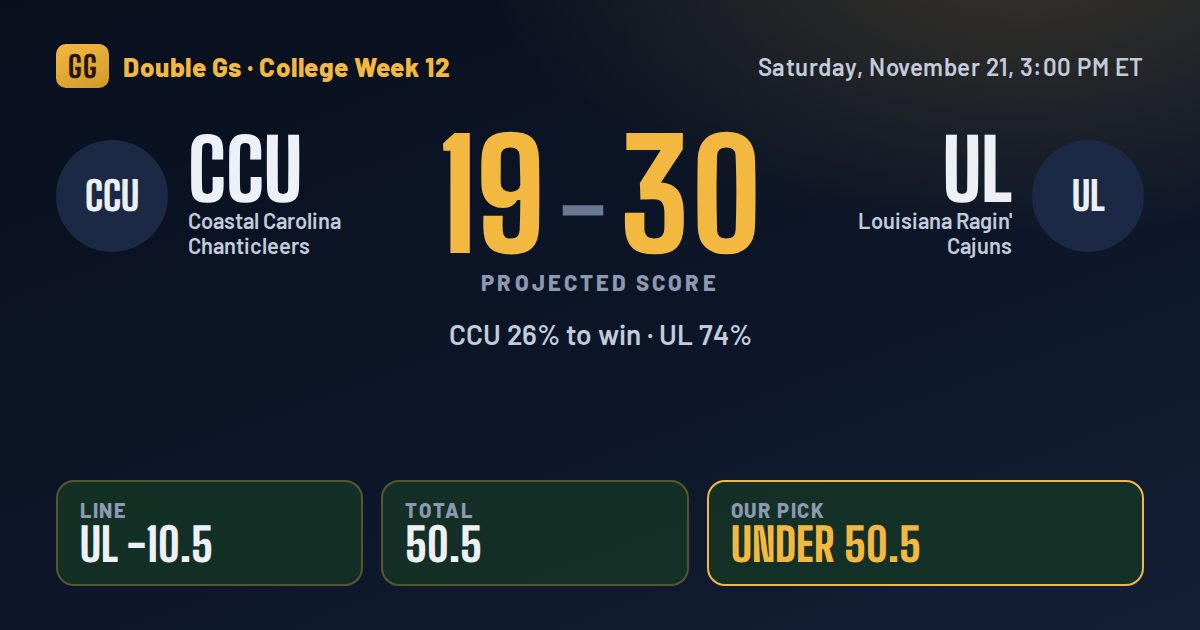 GG
Double Gs · College Week 12
Saturday, November 21, 3:00 PM ET
CCU
CCU
Coastal Carolina
Chanticleers
19 – 30
PROJECTED SCORE
CCU 26% to win · UL 74%
UL
Louisiana Ragin'
Cajuns
UL
LINE
UL −10.5
TOTAL
50.5
OUR PICK
UNDER 50.5